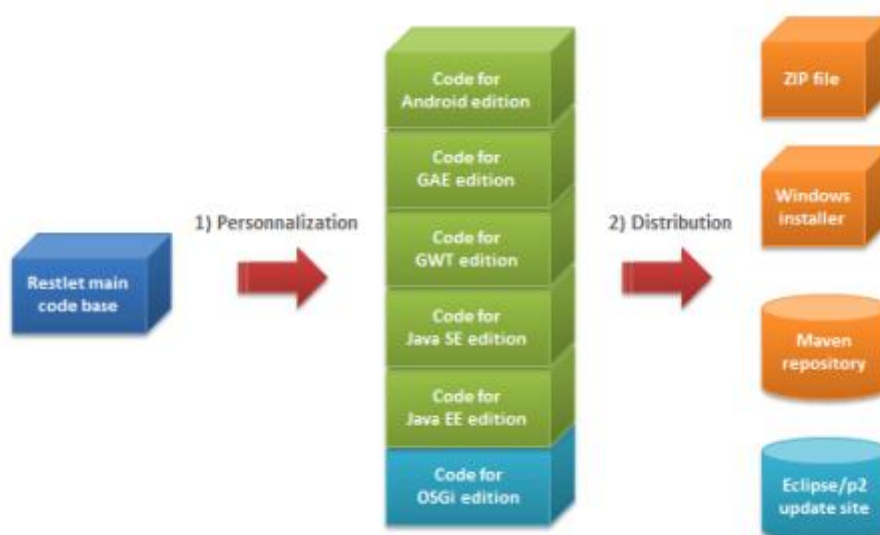 Restlet main
code base
1) Personnalization
Code for
Android edition
Code for
GAE edition
Code for
GWT edition
Code for
Java SE edition
Code for
Java EE edition
Code for
OSGi edition
2) Distribution
ZIP file
Windows
installer
Maven
repository
Eclipse/p2
update site